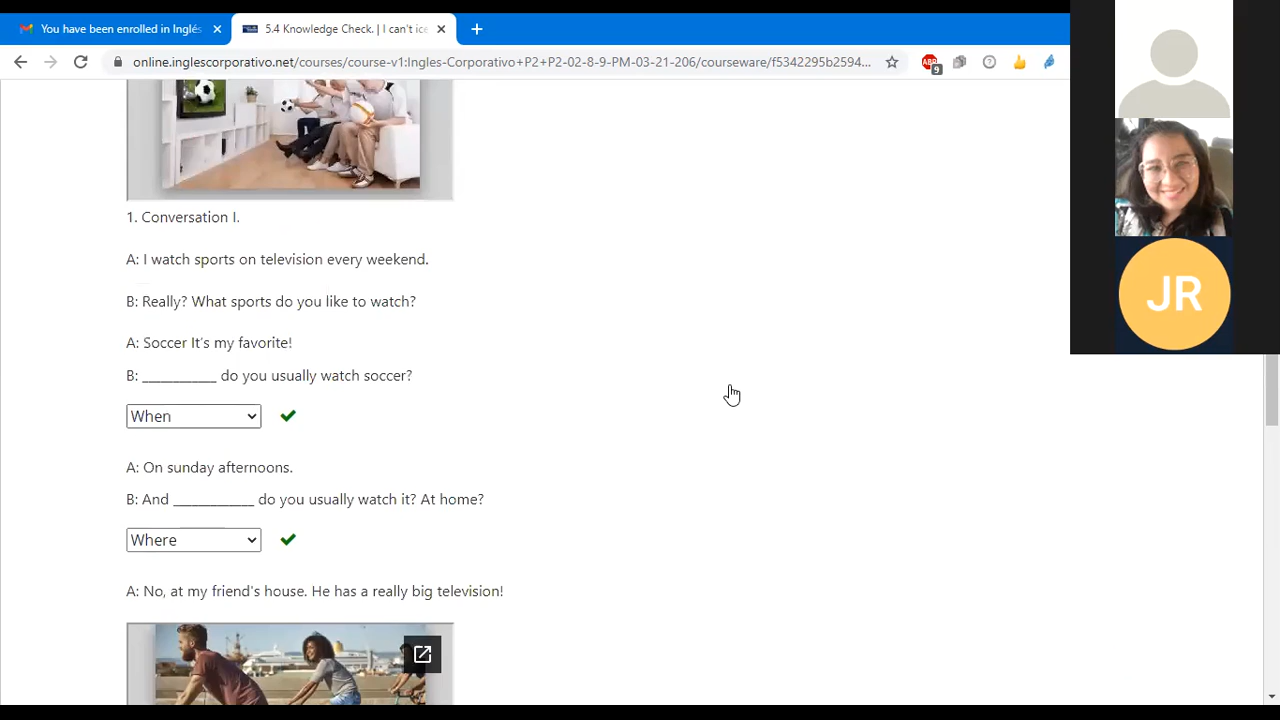 You have been enrolled in Inglés
5.4 Knowledge Check. | I can't ice
online.inglescorporativo.net/courses/course-v1:Ingles-Corporativo+P2+P2-02-8-9-PM-03-21-206/courseware/f5342295b2594...
ABP
9
1. Conversation I.
A: I watch sports on television every weekend.
B: Really? What sports do you like to watch?
A: Soccer It's my favorite!
B: ____________ do you usually watch soccer?
When
A: On sunday afternoons.
B: And _____________ do you usually watch it? At home?
Where
A: No, at my friend's house. He has a really big television!
JR